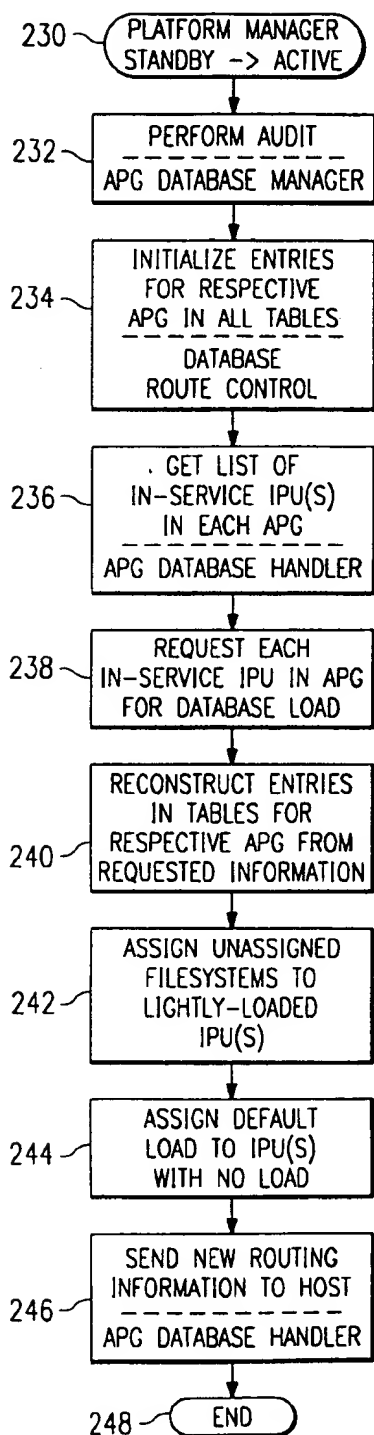 230
PLATFORM MANAGER
STANDBY -> ACTIVE
232
PERFORM AUDIT
APG DATABASE MANAGER
234
INITIALIZE ENTRIES
FOR RESPECTIVE
APG IN ALL TABLES
DATABASE
ROUTE CONTROL
236
GET LIST OF
IN-SERVICE IPU(S)
IN EACH APG
APG DATABASE HANDLER
238
REQUEST EACH
IN-SERVICE IPU IN APG
FOR DATABASE LOAD
240
RECONSTRUCT ENTRIES
IN TABLES FOR
RESPECTIVE APG FROM
REQUESTED INFORMATION
242
ASSIGN UNASSIGNED
FILESYSTEMS TO
LIGHTLY-LOADED
IPU(S)
244
ASSIGN DEFAULT
LOAD TO IPU(S)
WITH NO LOAD
246
SEND NEW ROUTING
INFORMATION TO HOST
APG DATABASE HANDLER
248
END